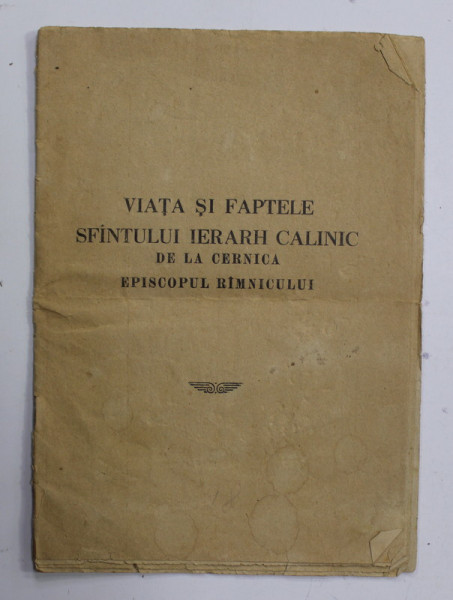 VIAȚA ȘI FAPTELE
SFÎNTULUI IERARH CALINIC
DE LA CERNICA
EPISCOPUL RÎMNICULUI